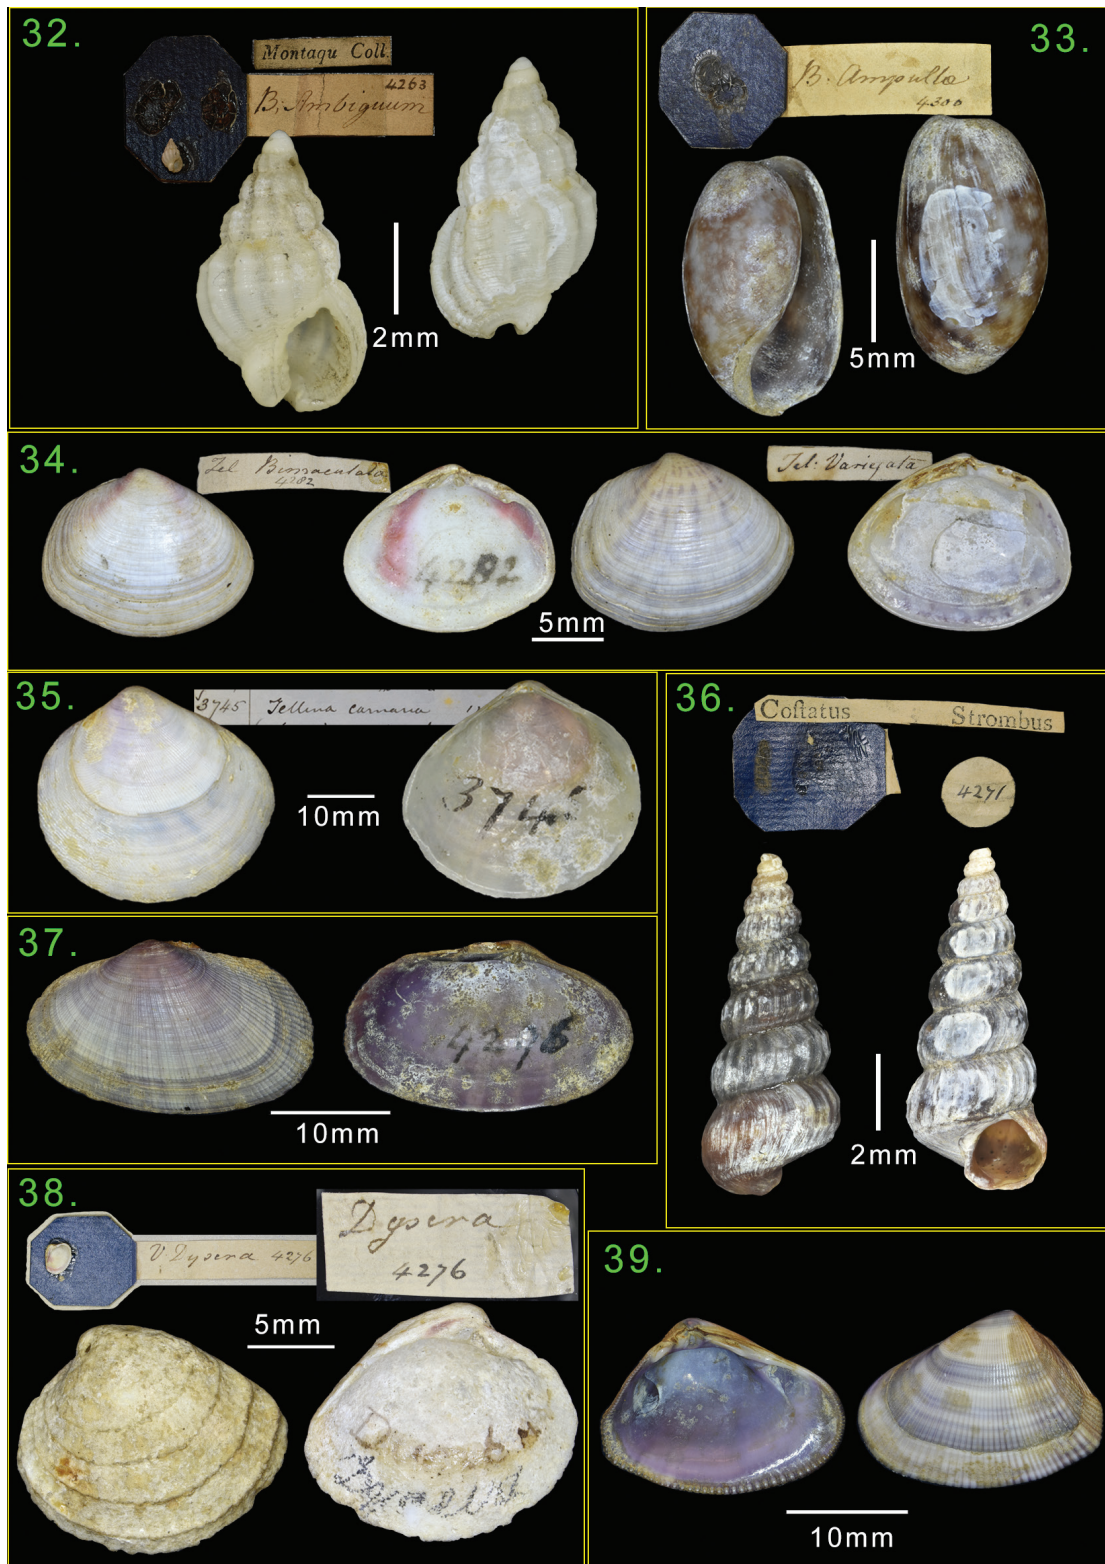 32.
Montagu Coll.
4263
B. Ambiguum
2mm
33.
B. Ampulla
4300
5mm
34.
Tel Bimaculata
4282
Tel: Variegata
4282
5mm
35.
3745 Tellina carnaria
3745
10mm
36.
Coſtatus Strombus
4271
2mm
37.
4296
10mm
38.
V. Dysera 4276
Dysera
4276
5mm
39.
10mm